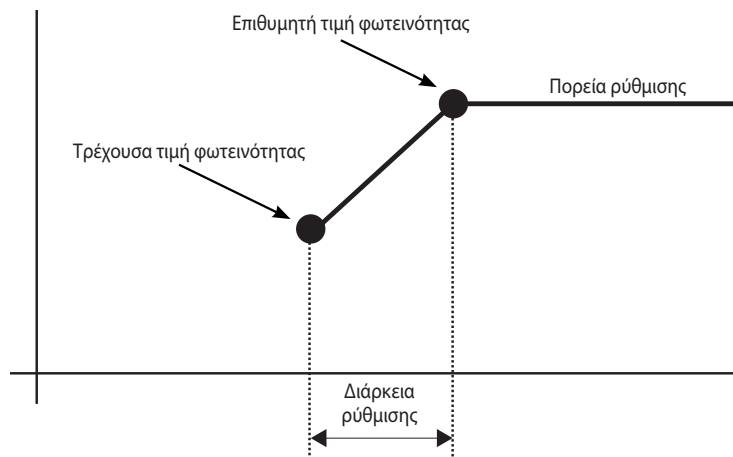 Επιθυμητή τιμή φωτεινότητας
Πορεία ρύθμισης
Τρέχουσα τιμή φωτεινότητας
Διάρκεια
ρύθμισης